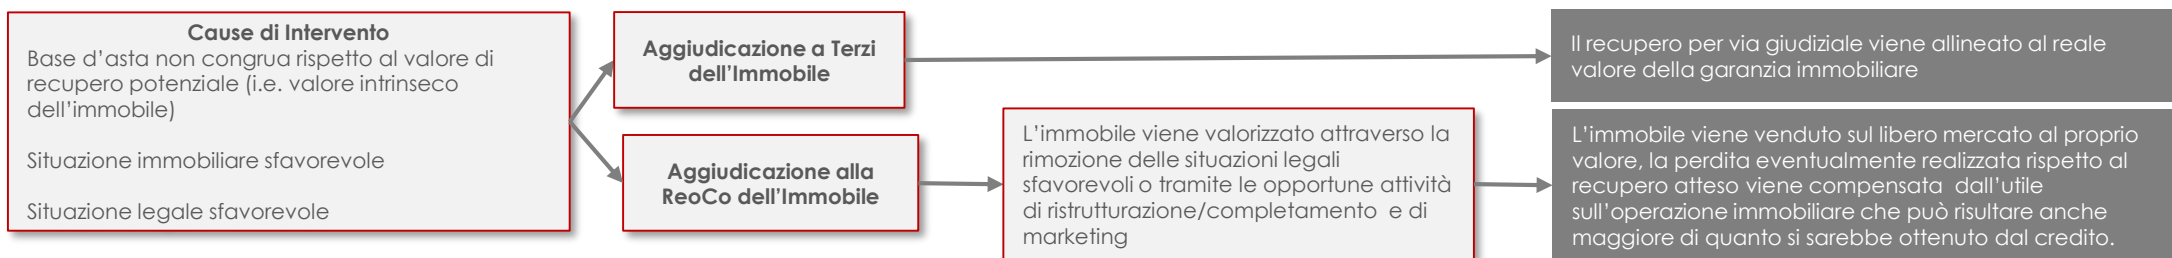 Cause di Intervento
Base d’asta non congrua rispetto al valore di
recupero potenziale (i.e. valore intrinseco
dell’immobile)
Situazione immobiliare sfavorevole
Situazione legale sfavorevole
Aggiudicazione a Terzi
dell’Immobile
Il recupero per via giudiziale viene allineato al reale
valore della garanzia immobiliare
Aggiudicazione alla
ReoCo dell’Immobile
L’immobile viene valorizzato attraverso la
rimozione delle situazioni legali
sfavorevoli o tramite le opportune attività
di ristrutturazione/completamento e di
marketing
L’immobile viene venduto sul libero mercato al proprio
valore, la perdita eventualmente realizzata rispetto al
recupero atteso viene compensata dall’utile
sull’operazione immobiliare che può risultare anche
maggiore di quanto si sarebbe ottenuto dal credito.